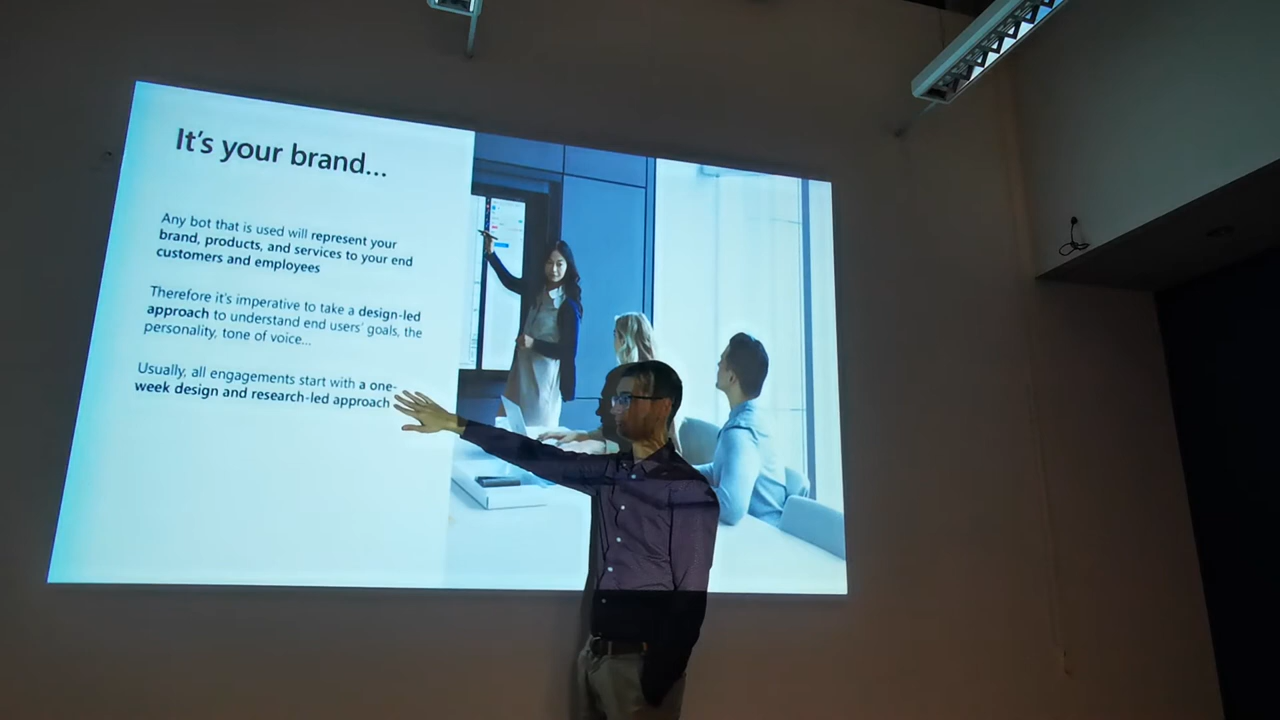 It's your brand...
Any bot that is used will represent your
brand, products, and services to your end
customers and employees
Therefore it's imperative to take a design-led
approach to understand end users' goals, the
personality, tone of voice...
Usually, all engagements start with a one-
week design and research-led approach